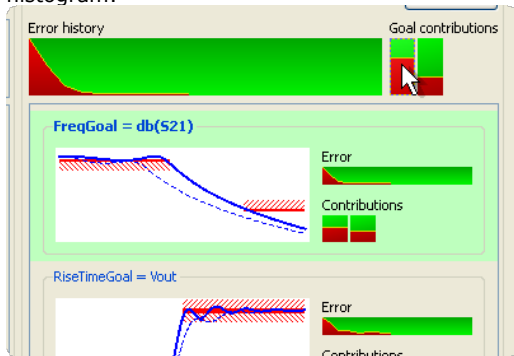 histogram.
Error history
Goal contributions
FreqGoal = db(S21)
Error
Contributions
RiseTimeGoal = Vout
Error
Contributions